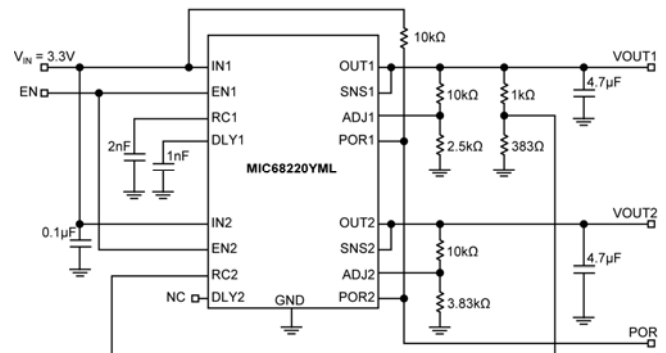 10kΩ
VIN = 3.3V
IN1
OUT1
VOUT1
EN
EN1
SNS1
10kΩ
1kΩ
4.7µF
RC1
ADJ1
2nF
1nF
DLY1
POR1
2.5kΩ
383Ω
MIC68220YML
IN2
OUT2
VOUT2
0.1µF
EN2
SNS2
10kΩ
4.7µF
RC2
ADJ2
NC
DLY2
GND
POR2
3.83kΩ
POR